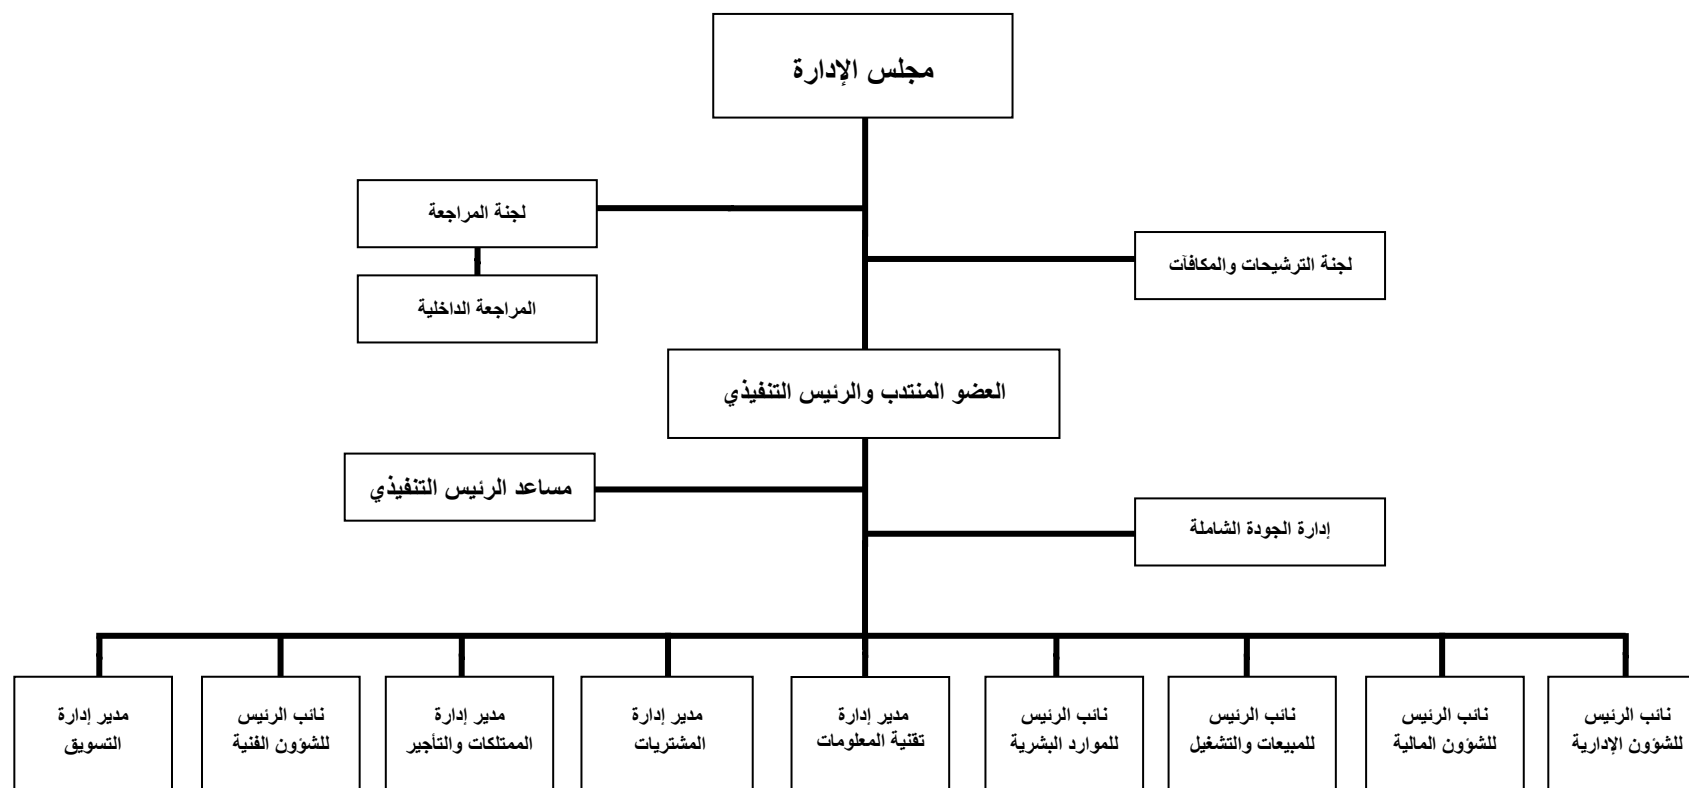 مجلس الإدارة
لجنة المراجعة
لجنة الترشيحات والمكافآت
المراجعة الداخلية
العضو المنتدب والرئيس التنفيذي
مساعد الرئيس التنفيذي
إدارة الجودة الشاملة
نائب الرئيس
للشؤون الإدارية
نائب الرئيس
للشؤون المالية
نائب الرئيس
للمبيعات والتشغيل
نائب الرئيس
للموارد البشرية
مدير إدارة
تقنية المعلومات
مدير إدارة
المشتريات
مدير إدارة
الممتلكات والتأجير
نائب الرئيس
للشؤون الفنية
مدير إدارة
التسويق